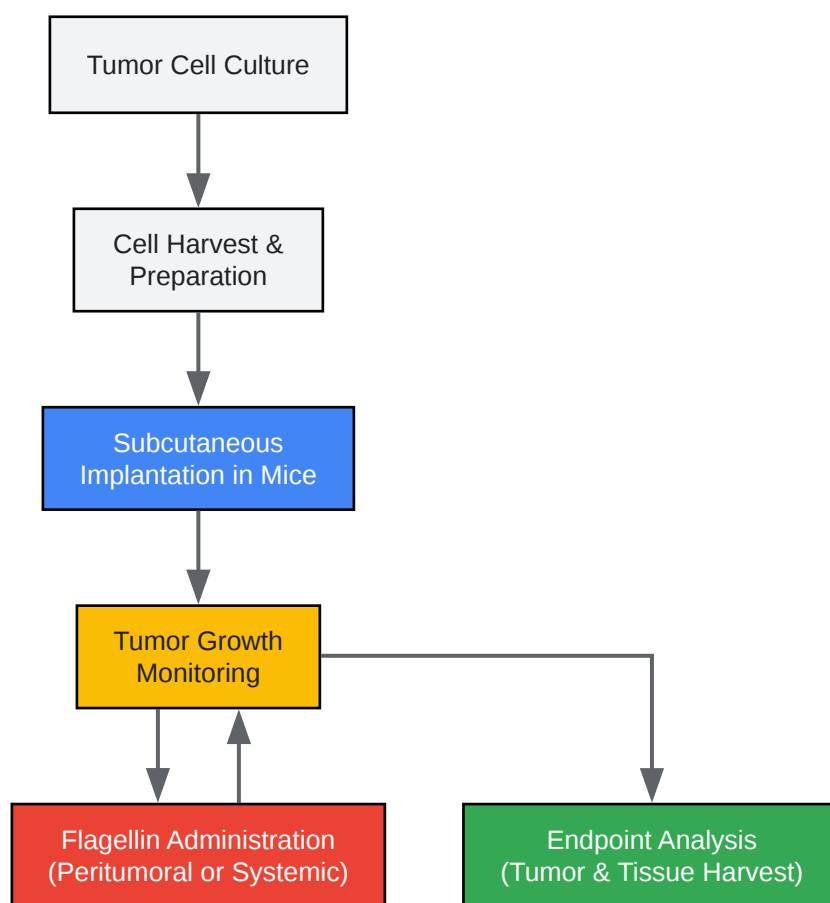 Tumor Cell Culture
Cell Harvest &
Preparation
Subcutaneous
Implantation in Mice
Tumor Growth
Monitoring
Flagellin Administration
(Peritumoral or Systemic)
Endpoint Analysis
(Tumor & Tissue Harvest)